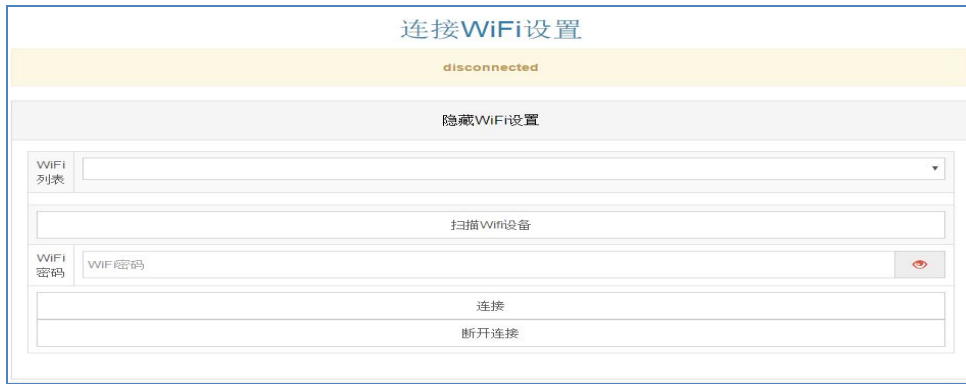 连接WiFi设置
disconnected
隐藏WiFi设置
WiFi
列表
扫描Wifi设备
WiFi
密码
WiFi密码
连接
断开连接